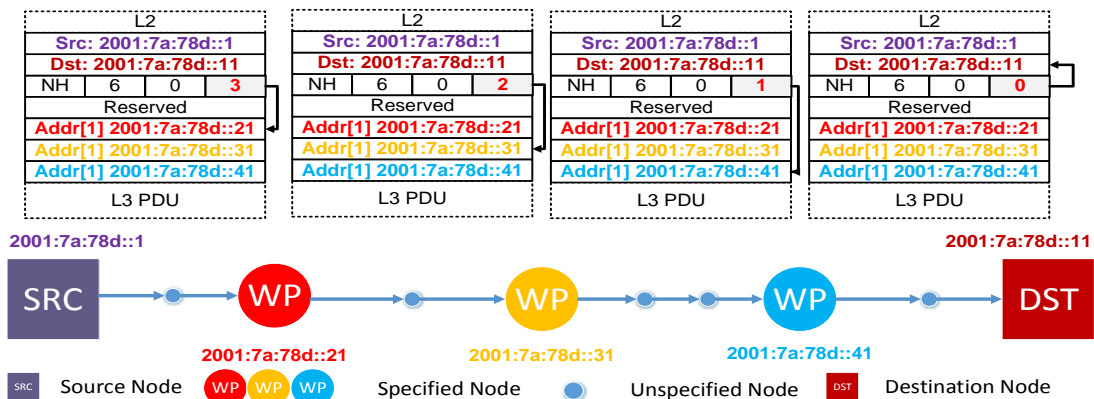 L2
Src: 2001:7a:78d::1
Dst: 2001:7a:78d::11
NH 6 0 3
Reserved
Addr[1] 2001:7a:78d::21
Addr[1] 2001:7a:78d::31
Addr[1] 2001:7a:78d::41
L3 PDU
L2
Src: 2001:7a:78d::1
Dst: 2001:7a:78d::11
NH 6 0 2
Reserved
Addr[1] 2001:7a:78d::21
Addr[1] 2001:7a:78d::31
Addr[1] 2001:7a:78d::41
L3 PDU
L2
Src: 2001:7a:78d::1
Dst: 2001:7a:78d::11
NH 6 0 1
Reserved
Addr[1] 2001:7a:78d::21
Addr[1] 2001:7a:78d::31
Addr[1] 2001:7a:78d::41
L3 PDU
L2
Src: 2001:7a:78d::1
Dst: 2001:7a:78d::11
NH 6 0 0
Reserved
Addr[1] 2001:7a:78d::21
Addr[1] 2001:7a:78d::31
Addr[1] 2001:7a:78d::41
L3 PDU
2001:7a:78d::1 2001:7a:78d::11
SRC WP WP WP DST
2001:7a:78d::21 2001:7a:78d::31 2001:7a:78d::41
SRC Source Node WP WP WP Specified Node Unspecified Node DST Destination Node